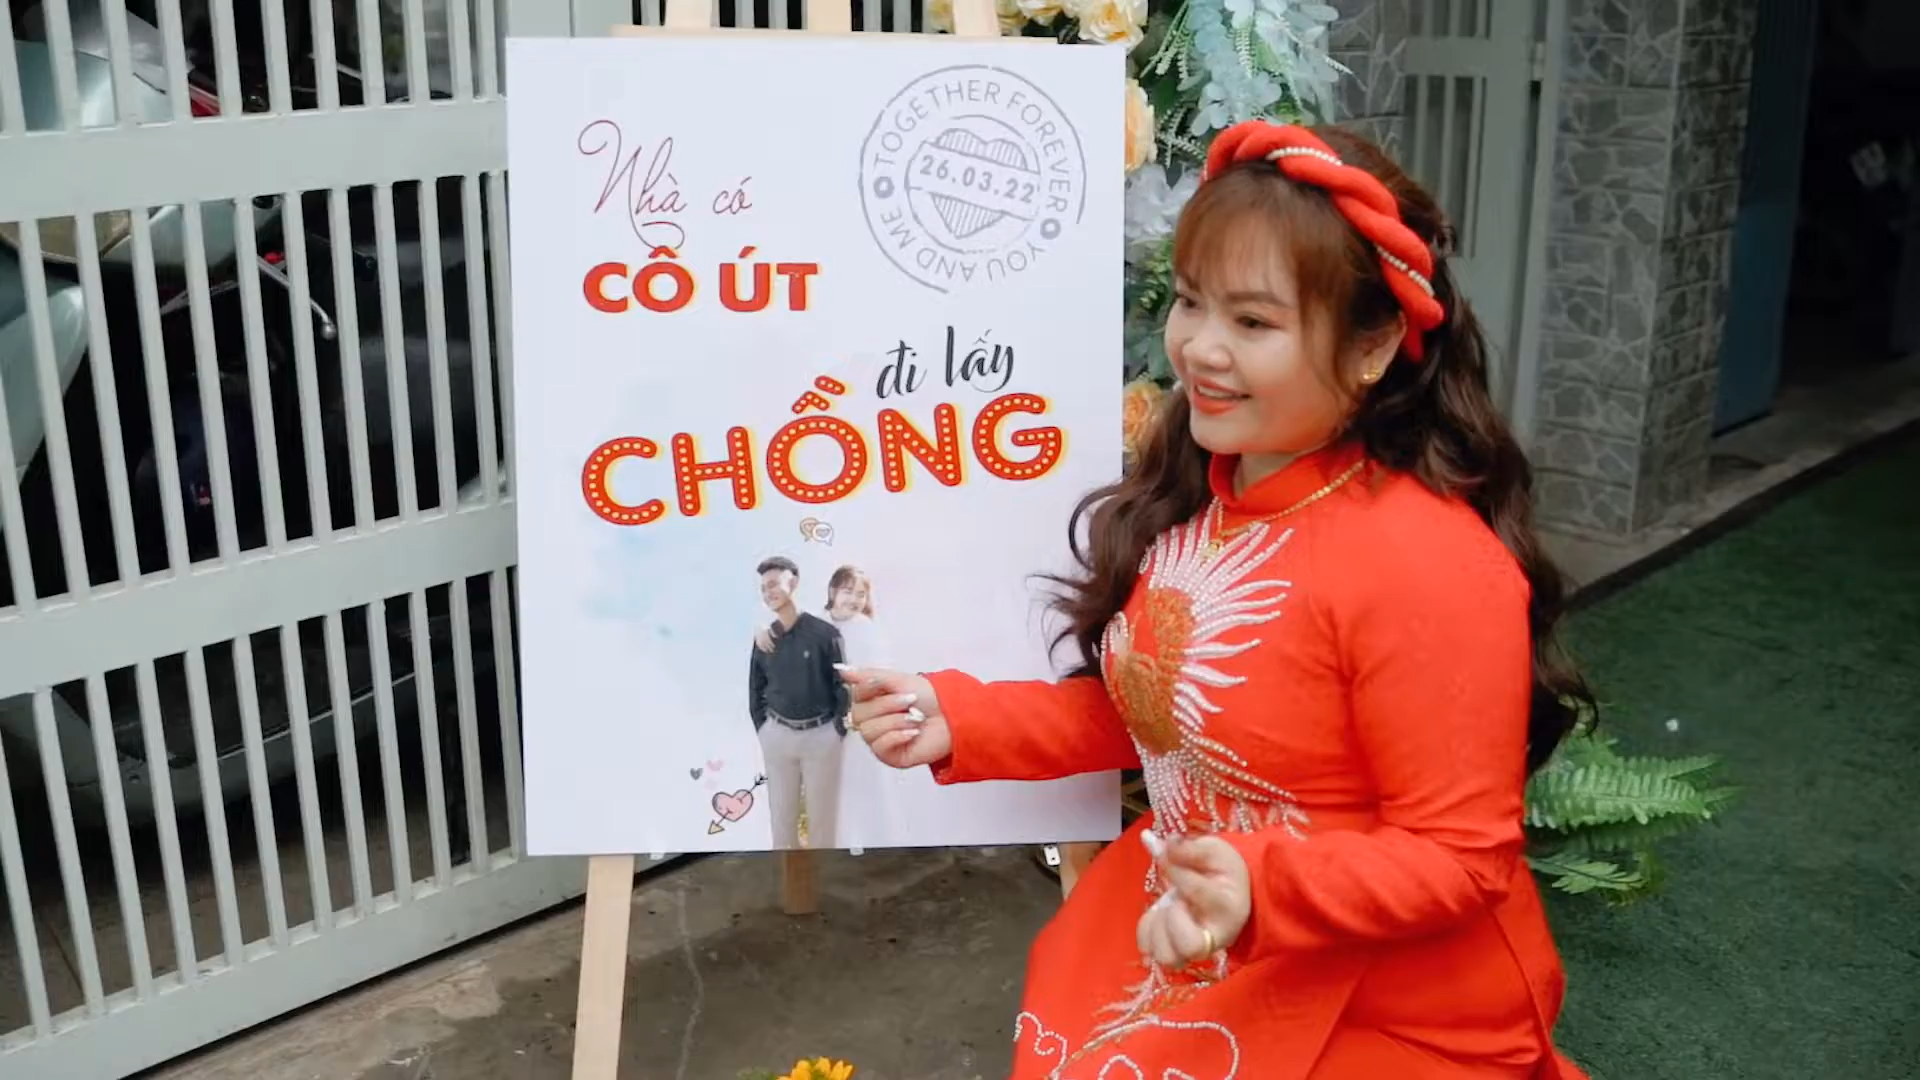 Nhà có
CÔ ÚT
đi lấy
CHỒNG
TOGETHER FOREVER
26.03.22
YOU AND ME